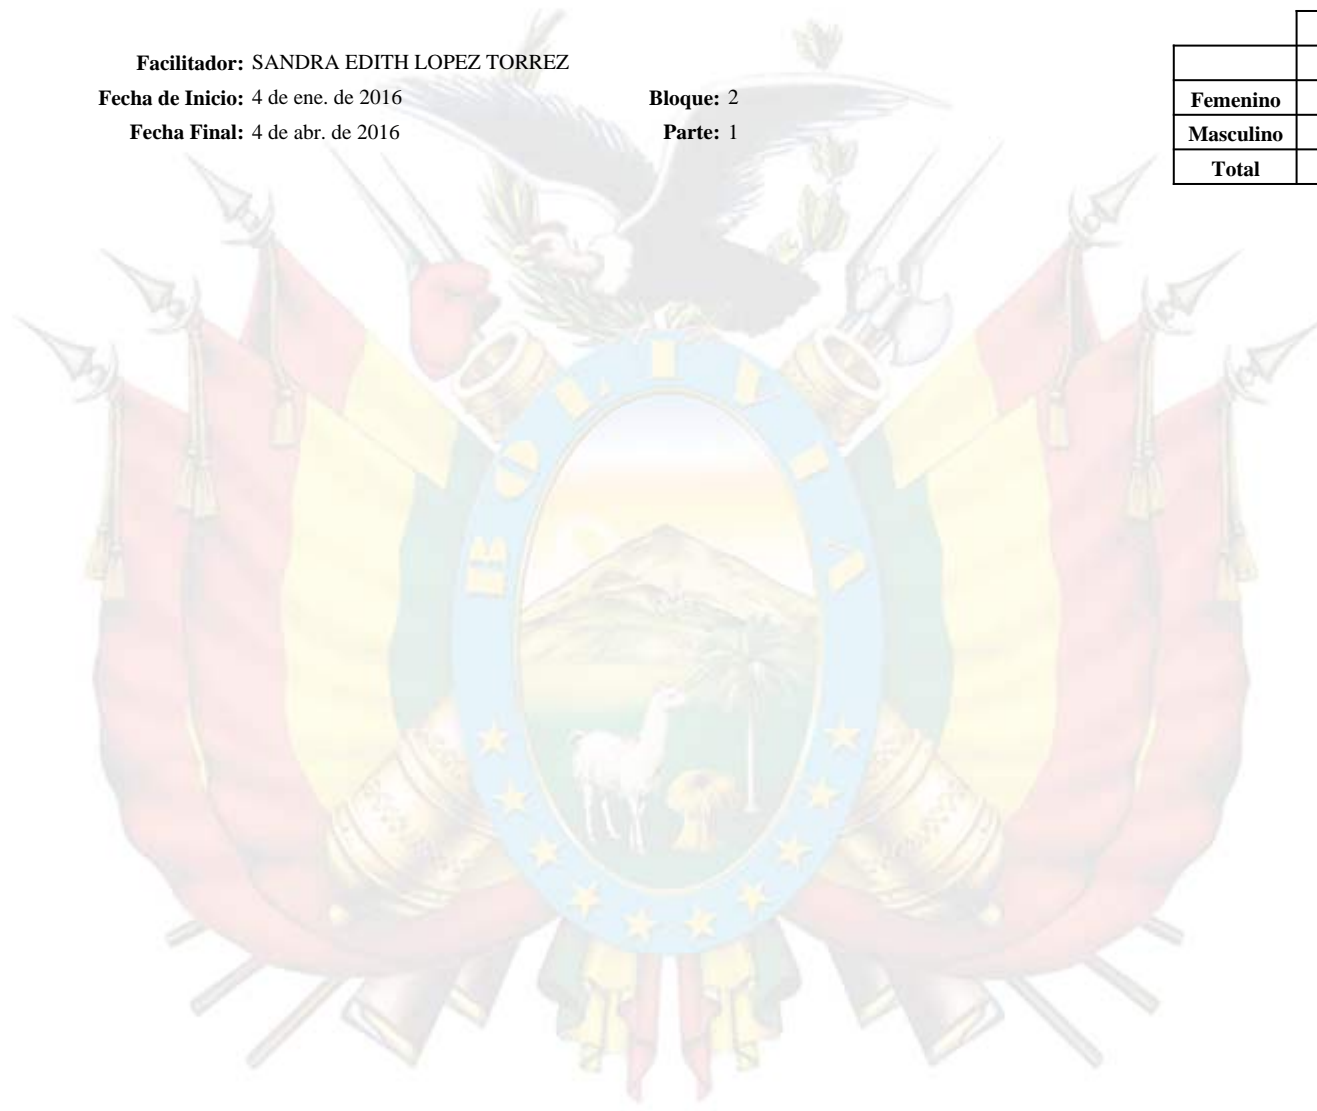 Facilitador: SANDRA EDITH LOPEZ TORREZ
Fecha de Inicio: 4 de ene. de 2016 Bloque: 2
Fecha Final: 4 de abr. de 2016 Parte: 1
Femenino
Masculino
Total
BOLIVIA